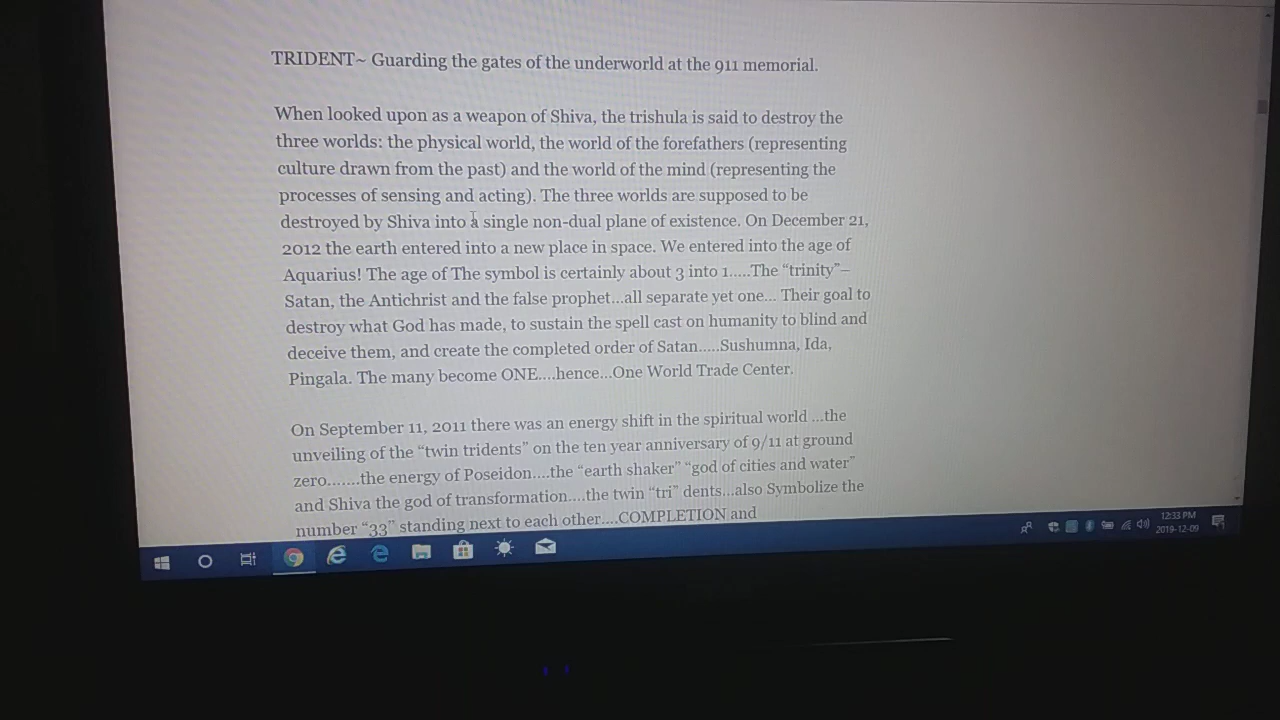 TRIDENT~ Guarding the gates of the underworld at the 911 memorial.
When looked upon as a weapon of Shiva, the trishula is said to destroy the
three worlds: the physical world, the world of the forefathers (representing
culture drawn from the past) and the world of the mind (representing the
processes of sensing and acting). The three worlds are supposed to be
destroyed by Shiva into a single non-dual plane of existence. On December 21,
2012 the earth entered into a new place in space. We entered into the age of
Aquarius! The age of The symbol is certainly about 3 into 1.....The “trinity”–
Satan, the Antichrist and the false prophet...all separate yet one... Their goal to
destroy what God has made, to sustain the spell cast on humanity to blind and
deceive them, and create the completed order of Satan.....Sushumna, Ida,
Pingala. The many become ONE....hence...One World Trade Center.
On September 11, 2011 there was an energy shift in the spiritual world ...the
unveiling of the “twin tridents” on the ten year anniversary of 9/11 at ground
zero.......the energy of Poseidon....the “earth shaker” “god of cities and water”
and Shiva the god of transformation....the twin “tri” dents...also Symbolize the
number “33” standing next to each other....COMPLETION and
12:33 PM
2019-12-09